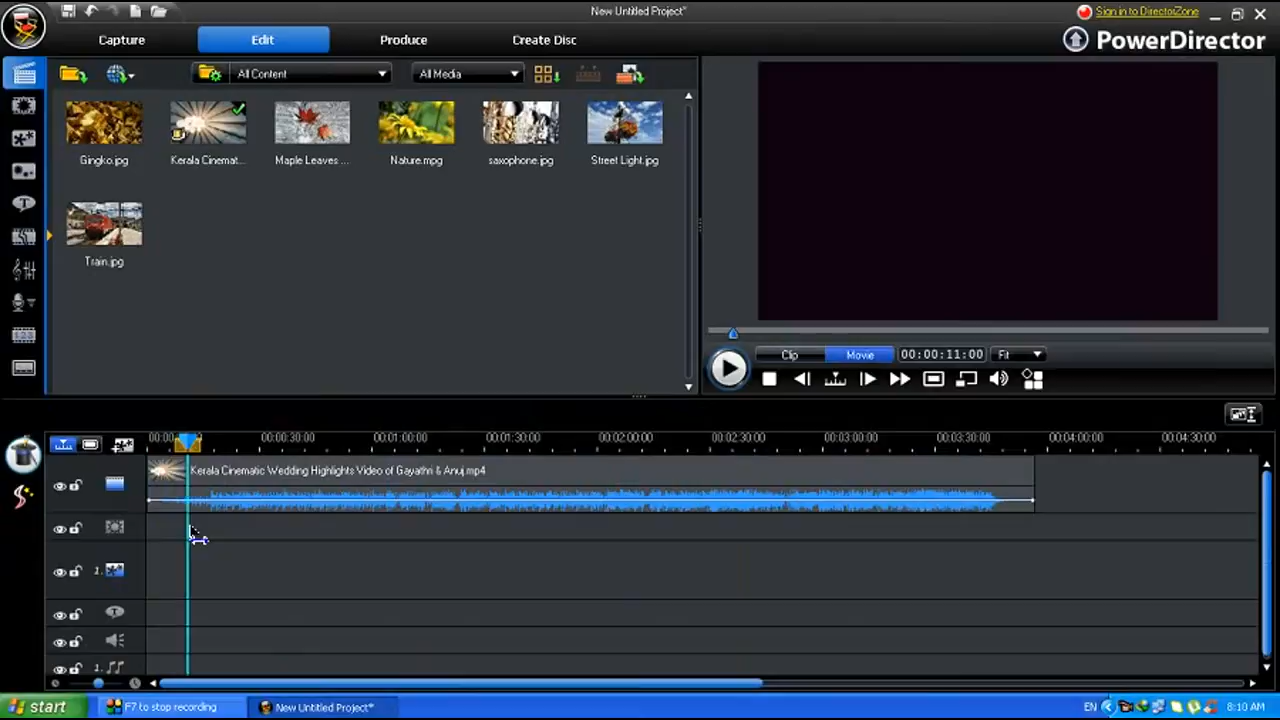 New Untitled Project*
Sign in to DirectorZone
Capture
Edit
Produce
Create Disc
PowerDirector
All Content
All Media
Gingko.jpg
Kerala Cinemat...
Maple Leaves ...
Nature.mpg
saxophone.jpg
Street Light.jpg
Train.jpg
Clip
Movie
00:00:11:00
Fit
00:00:30:00
00:01:00:00
00:01:30:00
00:02:00:00
00:02:30:00
00:03:00:00
00:03:30:00
00:04:00:00
00:04:30:00
Kerala Cinematic Wedding Highlights Video of Gayathri & Anuj.mp4
1.
1.
start
F7 to stop recording
New Untitled Project*
EN
8:10 AM